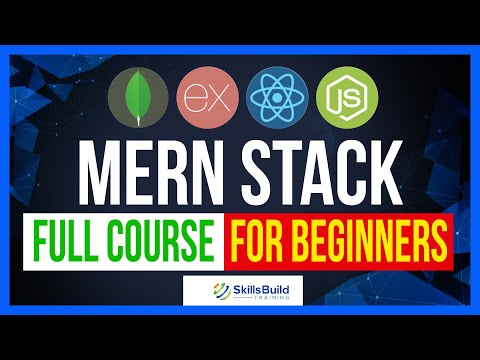 ex
JS
MERN STACK
FULL COURSE FOR BEGINNERS
SkillsBuild
TRAINING